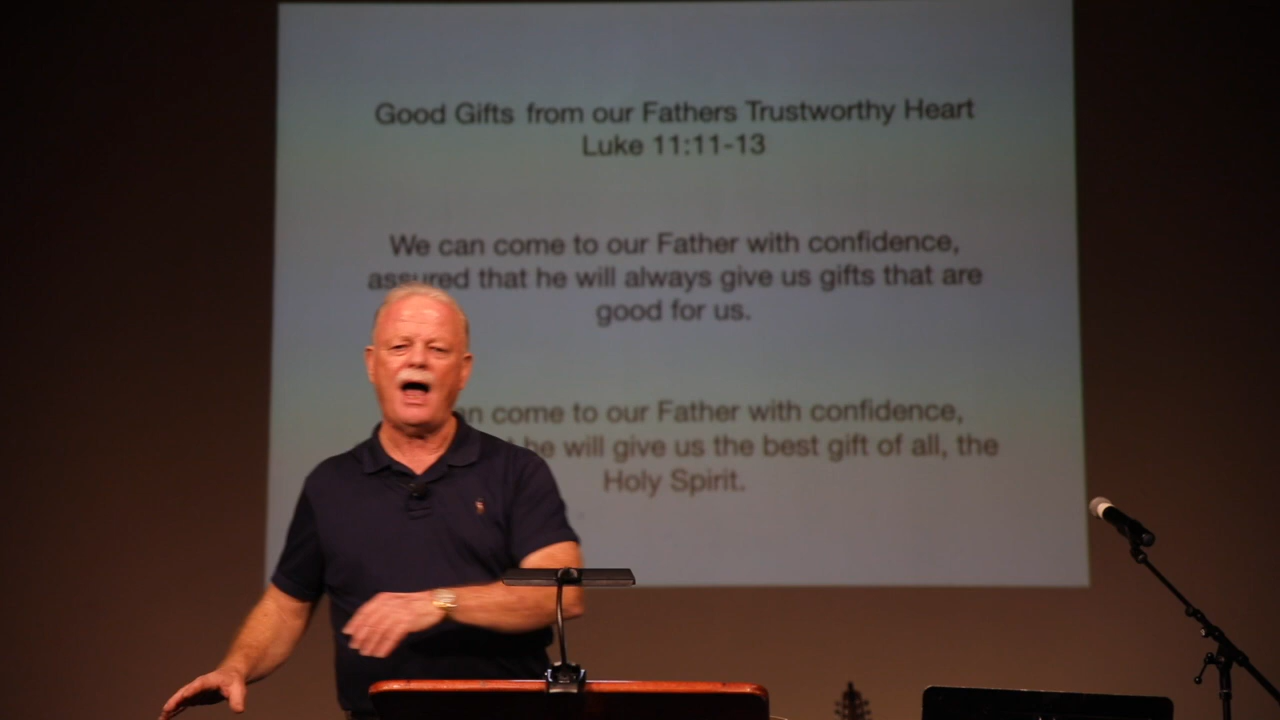 Good Gifts from our Fathers Trustworthy Heart
Luke 11:11-13
We can come to our Father with confidence,
assured that he will always give us gifts that are
good for us.
come to our Father with confidence,
he will give us the best gift of all, the
Holy Spirit.